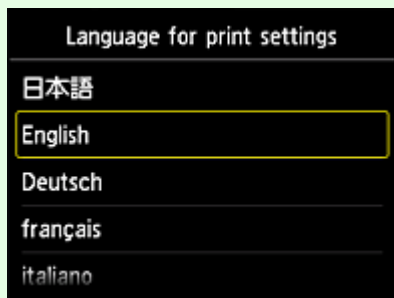 Language for print settings
日本語
English
Deutsch
français
italiano